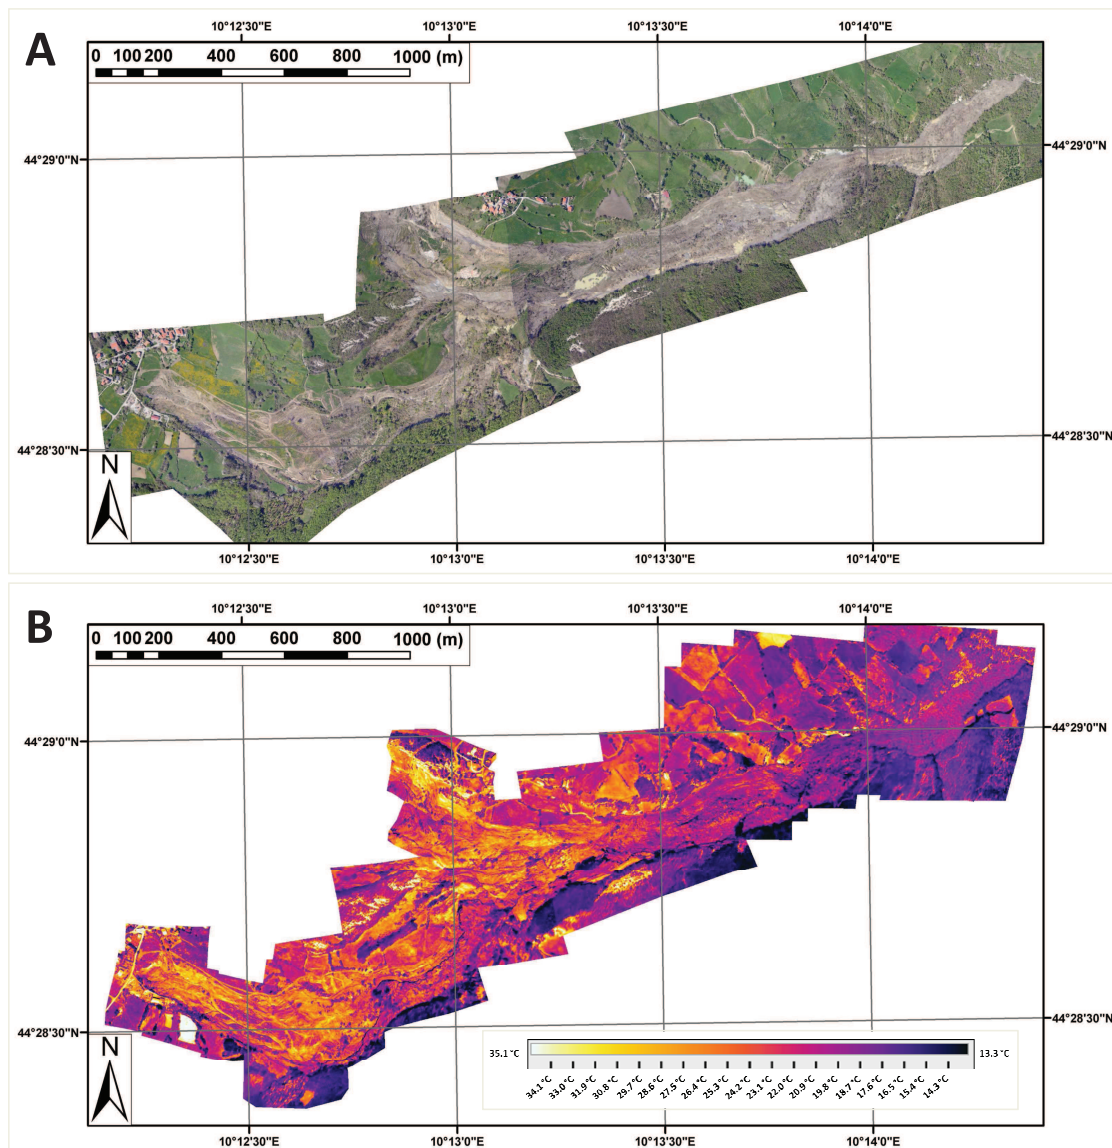 A
10°12'30"E 10°13'0"E 10°13'30"E 10°14'0"E
0 100 200 400 600 800 1000 (m)
44°29'0"N 44°29'0"N
44°28'30"N 44°28'30"N
N
10°12'30"E 10°13'0"E 10°13'30"E 10°14'0"E
B
10°12'30"E 10°13'0"E 10°13'30"E 10°14'0"E
0 100 200 400 600 800 1000 (m)
44°29'0"N 44°29'0"N
44°28'30"N 44°28'30"N
N
35.1 °C 13.3 °C
34.1 °C 33.0 °C 31.9 °C 30.8 °C 29.7 °C 28.6 °C 27.5 °C 26.4 °C 25.3 °C 24.2 °C 23.1 °C 22.0 °C 20.9 °C 19.8 °C 18.7 °C 17.6 °C 16.5 °C 15.4 °C 14.3 °C
10°12'30"E 10°13'0"E 10°13'30"E 10°14'0"E